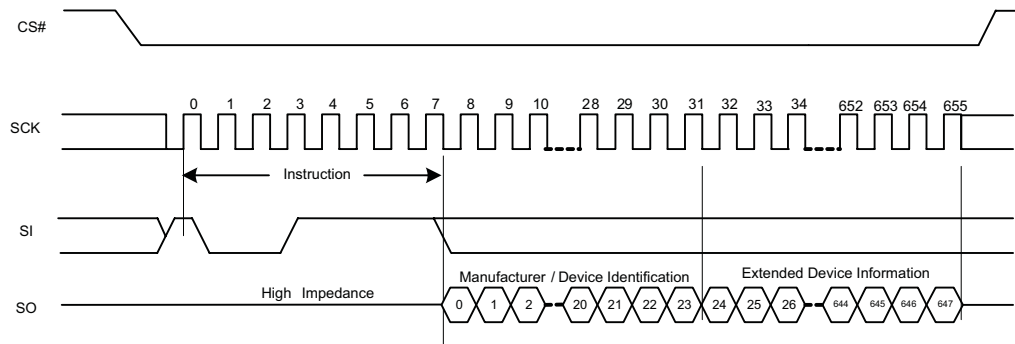 CS#
0 1 2 3 4 5 6 7 8 9 10 28 29 30 31 32 33 34 652 653 654 655
SCK
Instruction
SI
Manufacturer / Device Identification Extended Device Information
High Impedance
SO 0 1 2 20 21 22 23 24 25 26 644 645 646 647